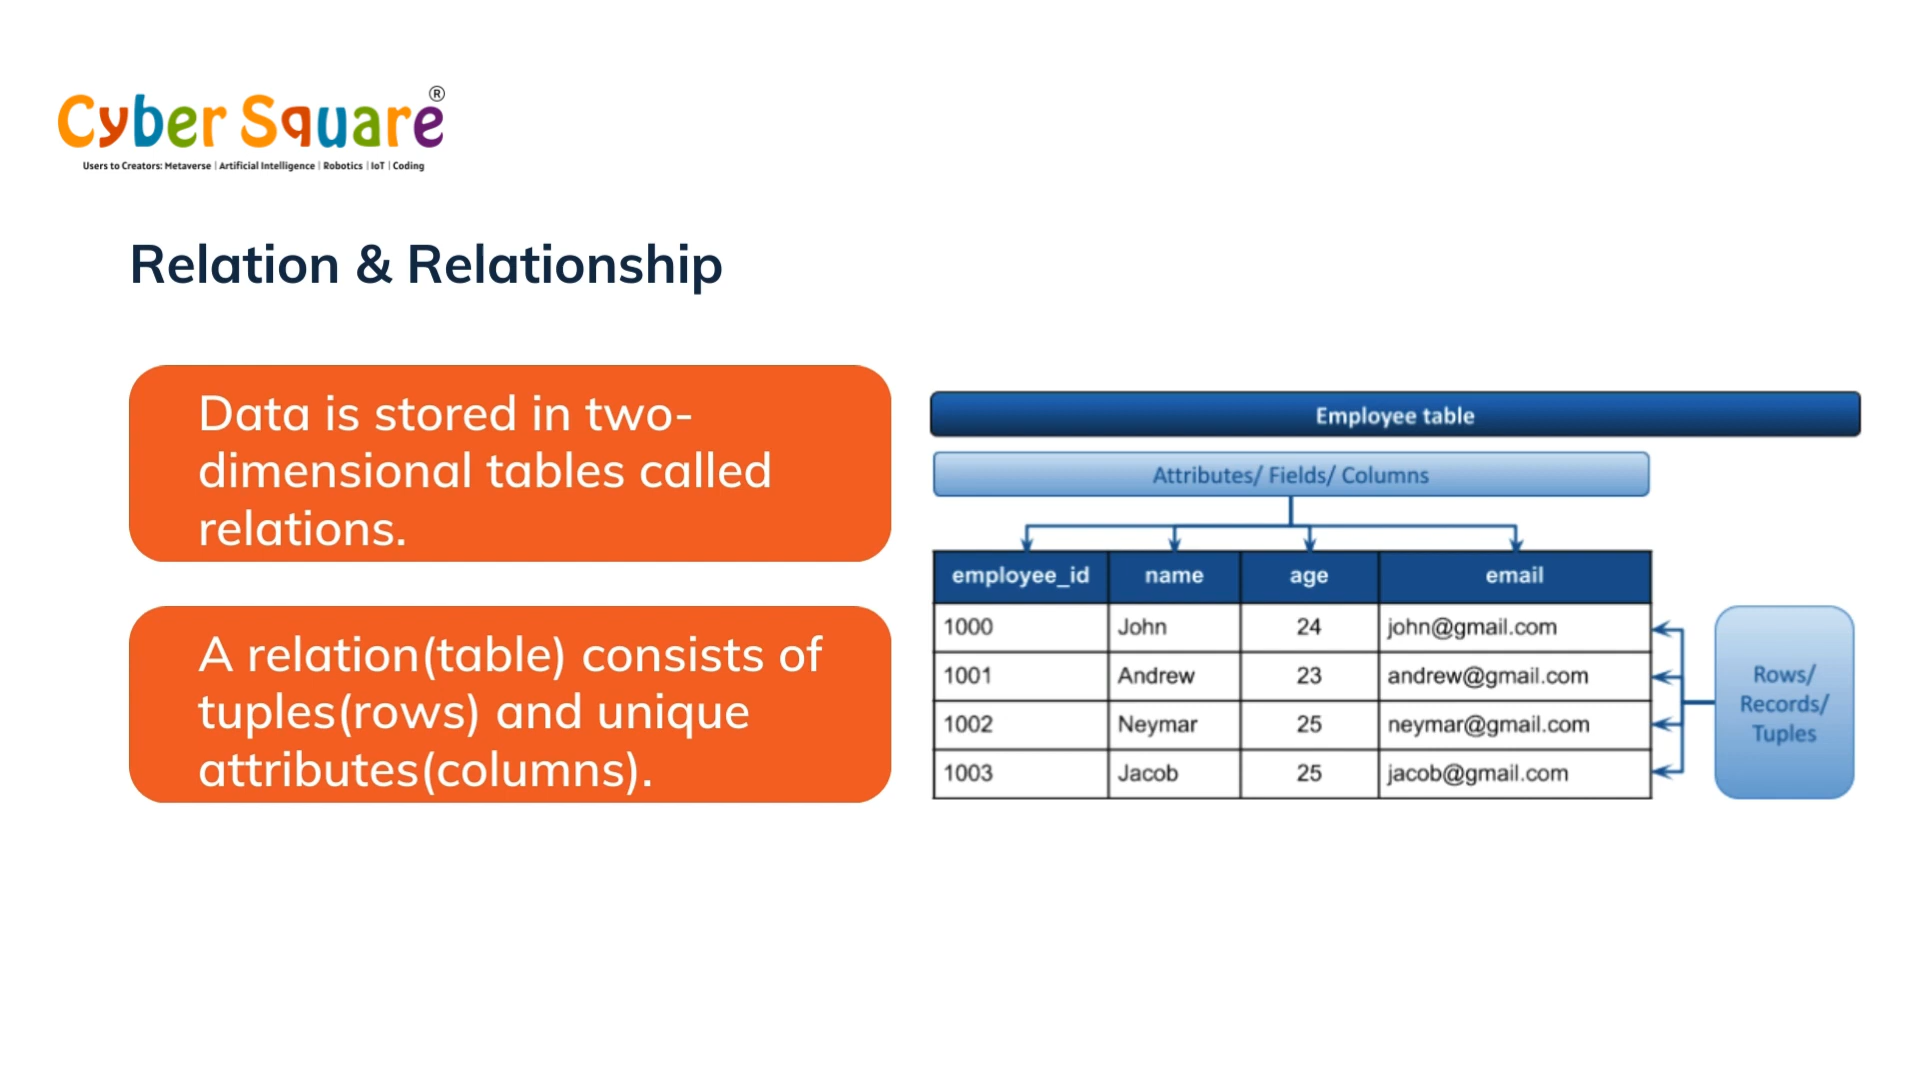 Cyber Square®
Users to Creators: Metaverse | Artificial Intelligence | Robotics | IoT | Coding
Relation & Relationship
Data is stored in two-
dimensional tables called
relations.
A relation(table) consists of
tuples(rows) and unique
attributes(columns).
Employee table
Attributes/ Fields/ Columns
employee_id name age email
1000 John 24 john@gmail.com
1001 Andrew 23 andrew@gmail.com
1002 Neymar 25 neymar@gmail.com
1003 Jacob 25 jacob@gmail.com
Rows/
Records/
Tuples